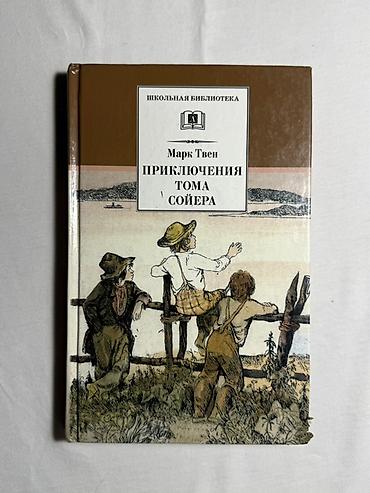 ШКОЛЬНАЯ БИБЛИОТЕКА
МАРК ТВЕН
ПРИКЛЮЧЕНИЯ
ТОМА
СОЙЕРА